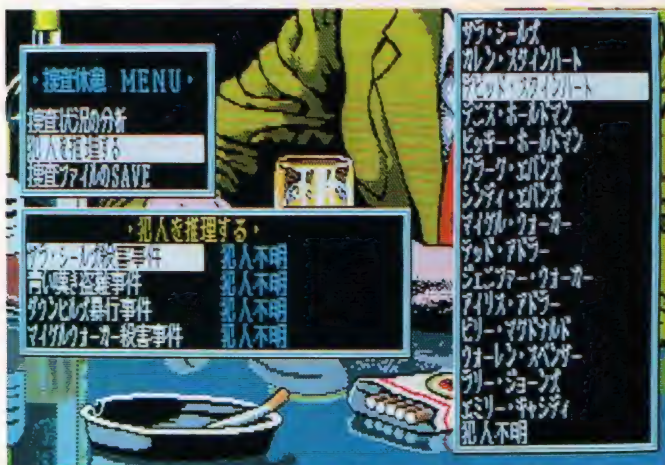 ・捜査休憩 MENU・
捜査状況の分析
犯人を推理する
捜査ファイルのSAVE
・犯人を推理する・
サラ・シールズ殺害事件 犯人不明
青い嘆き盗難事件 犯人不明
ダウンヒルズ暴行事件 犯人不明
マイケルウォーカー殺害事件 犯人不明
サラ・シールズ
カレン・スタインハート
デビッド・スタインハート
デニス・ホールドマン
ビッキー・ホールドマン
クラーク・エバンズ
シンディ・エバンズ
マイケル・ウォーカー
テッド・アドラー
ジェニファー・ウォーカー
アイリス・アドラー
ビリー・マクドナルド
ウォーレン・スペンサー
ラリー・ジョーンズ
エミリー・キャシディ
犯人不明